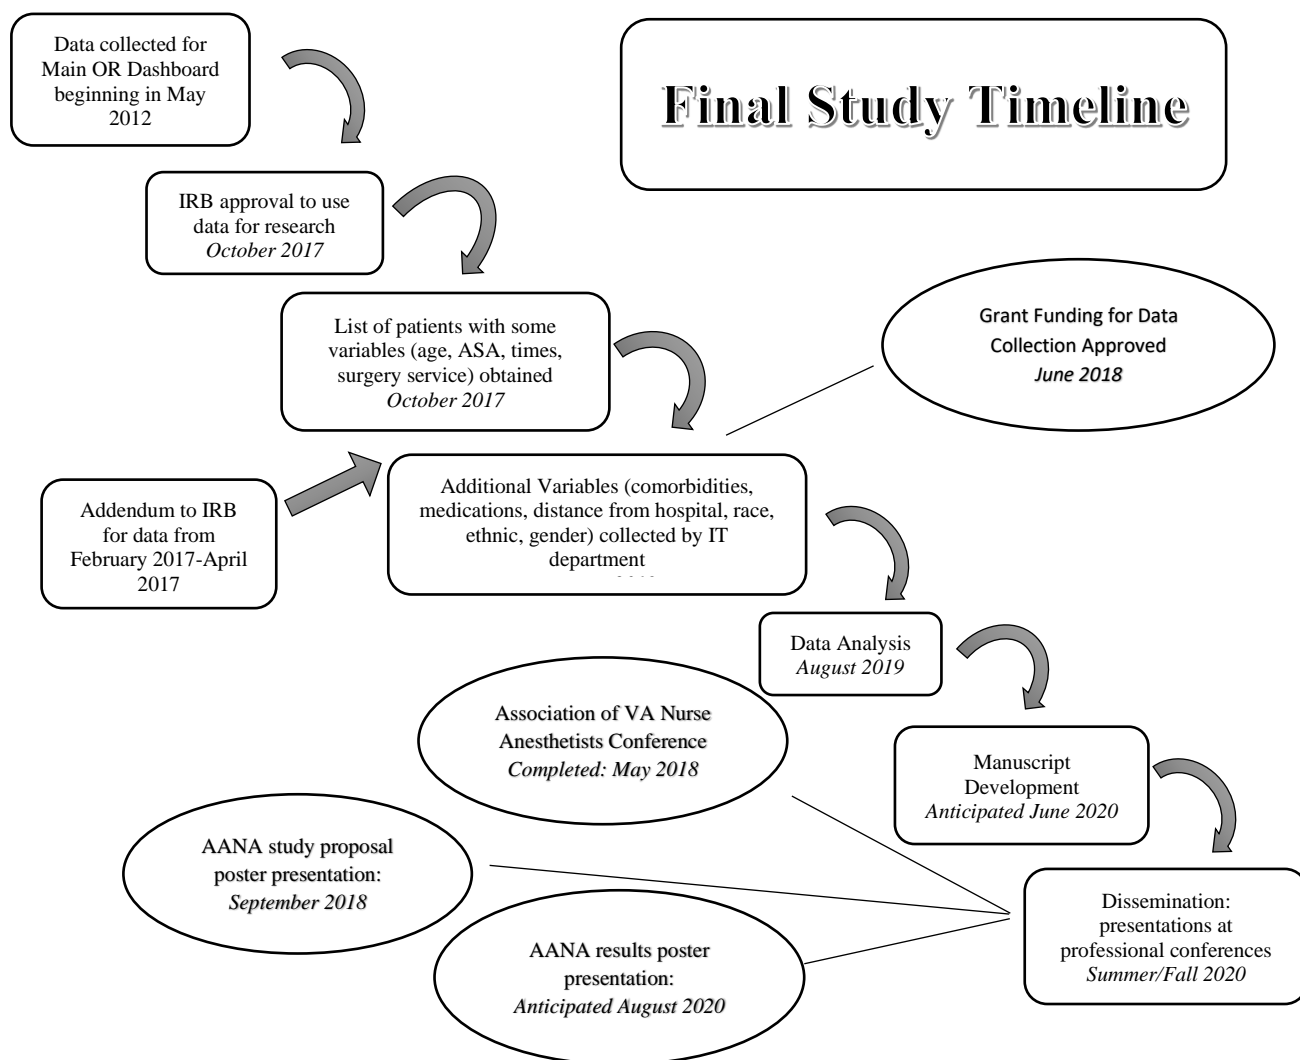 Final Study Timeline
Data collected for
Main OR Dashboard
beginning in May
2012
IRB approval to use
data for research
October 2017
List of patients with some
variables (age, ASA, times,
surgery service) obtained
October 2017
Grant Funding for Data
Collection Approved
June 2018
Addendum to IRB
for data from
February 2017-April
2017
Additional Variables (comorbidities,
medications, distance from hospital, race,
ethnic, gender) collected by IT
department
Data Analysis
August 2019
Association of VA Nurse
Anesthetists Conference
Completed: May 2018
Manuscript
Development
Anticipated June 2020
AANA study proposal
poster presentation:
September 2018
AANA results poster
presentation:
Anticipated August 2020
Dissemination:
presentations at
professional conferences
Summer/Fall 2020